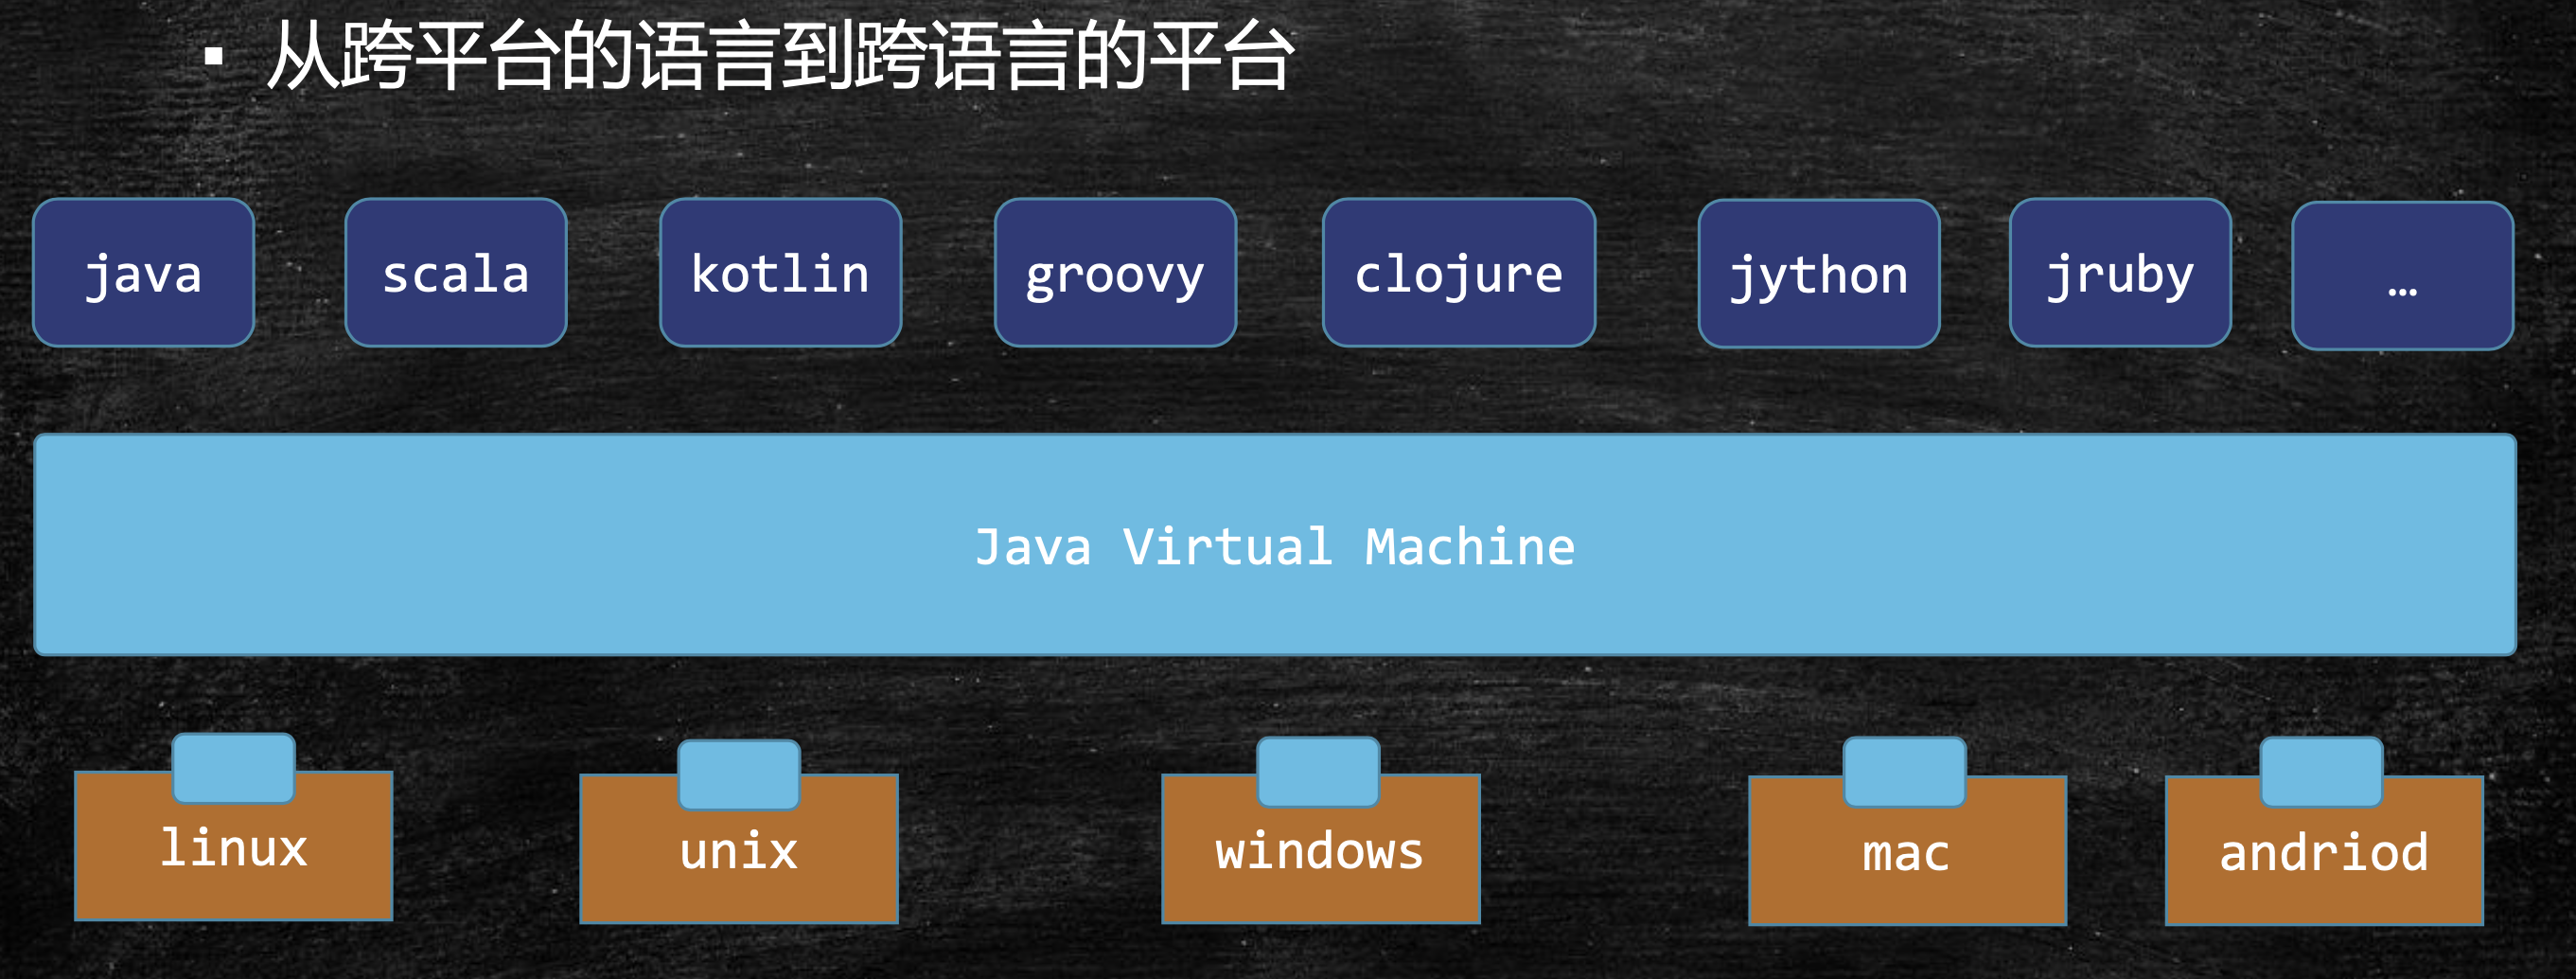 ▪ 从跨平台的语言到跨语言的平台
java scala kotlin groovy clojure jython jruby …
Java Virtual Machine
linux unix windows mac andriod